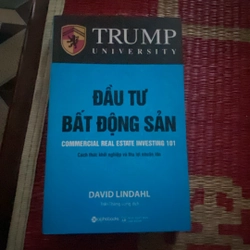 TRUMP
UNIVERSITY
ĐẦU TƯ
BẤT ĐỘNG SẢN
COMMERCIAL REAL ESTATE INVESTING 101
DAVID LINDAHL